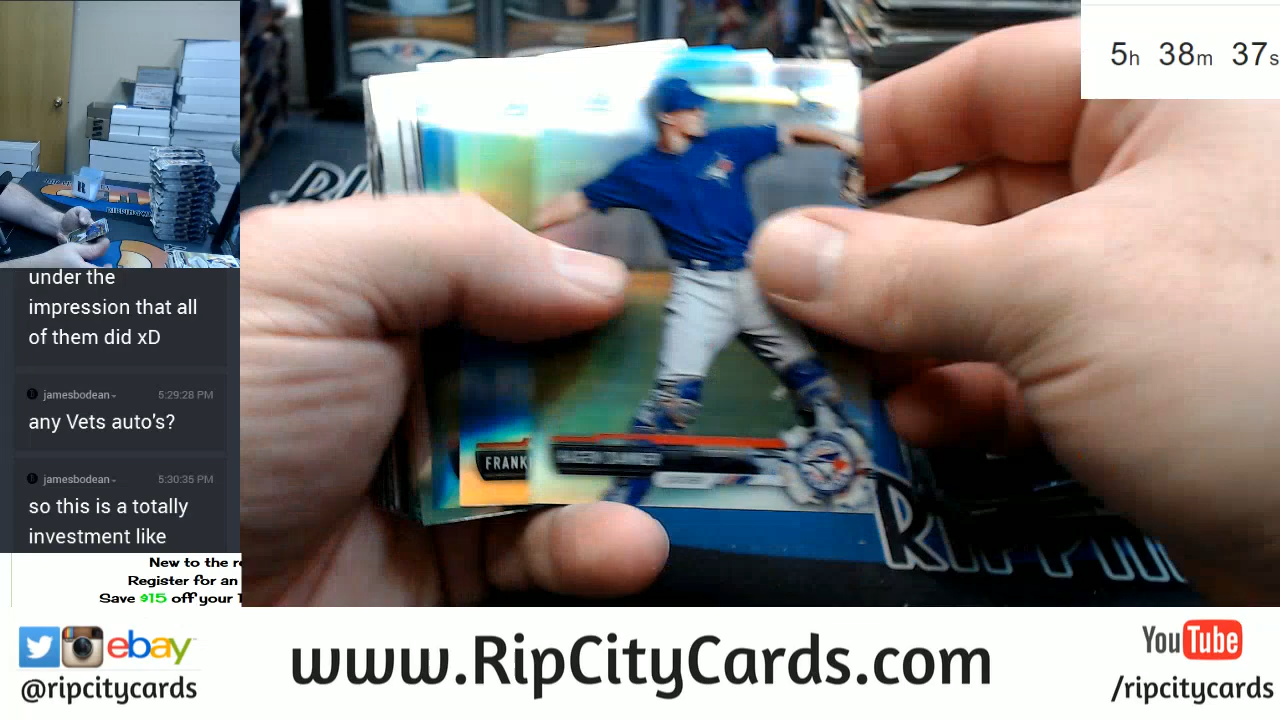 5h 38m 37s
under the
impression that all
of them did xD
jamesbodean
5:29:28 PM
any Vets auto's?
jamesbodean
5:30:35 PM
so this is a totally
investment like
New to the r
Register for an
Save $15 off your
FRANK
ebay
@ripcitycards
www.RipCityCards.com
YouTube
/ripcitycards